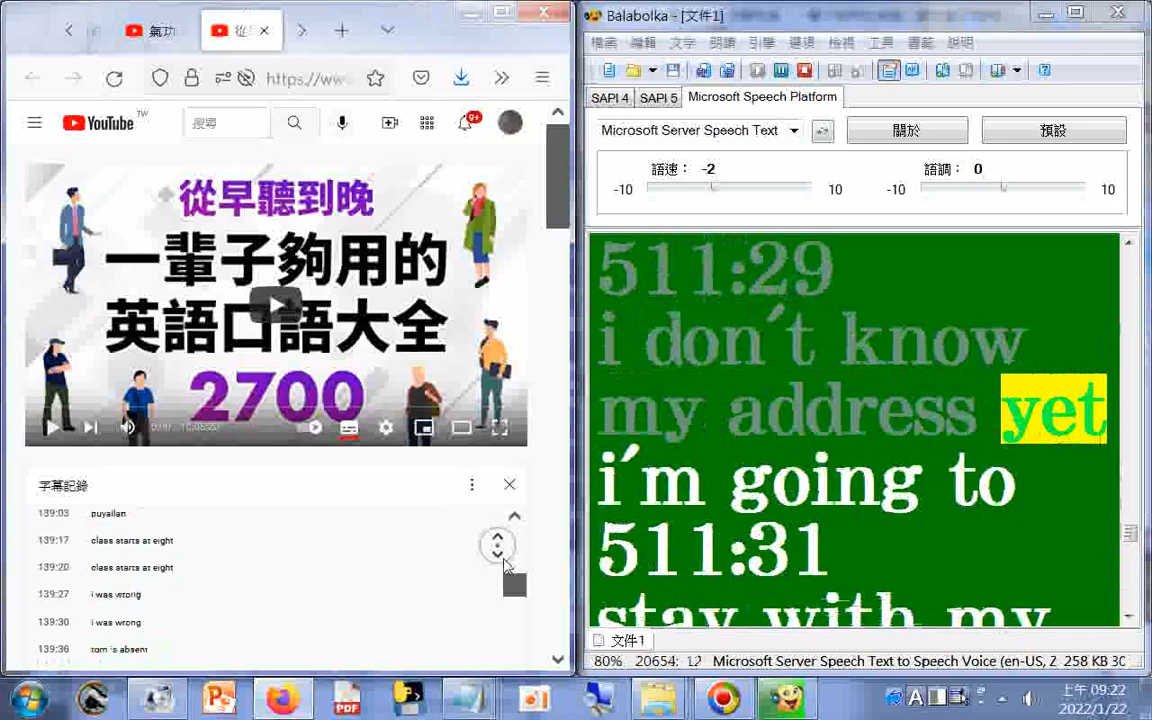 氣功
從
https://www
YouTube TW
搜尋
9+
從早聽到晚
一輩子夠用的
英語口語大全
2700
字幕記錄
139:03 puyallan
139:17 class starts at eight
139:20 class starts at eight
139:27 i was wrong
139:30 i was wrong
139:36 tom is absent
Balabolka - [文件1]
檔案 編輯 文字 朗讀 引擎 選項 檢視 工具 書籤 說明
SAPI 4 SAPI 5 Microsoft Speech Platform
Microsoft Server Speech Text 關於 預設
語速： -2 語調： 0
-10 10 -10 10
511:29
i don't know
my address yet
i'm going to
511:31
stay with my
文件1
80% 20654: 12 Microsoft Server Speech Text to Speech Voice (en-US, Z 258 KB
PDF
A
上午 09:22
2022/1/22